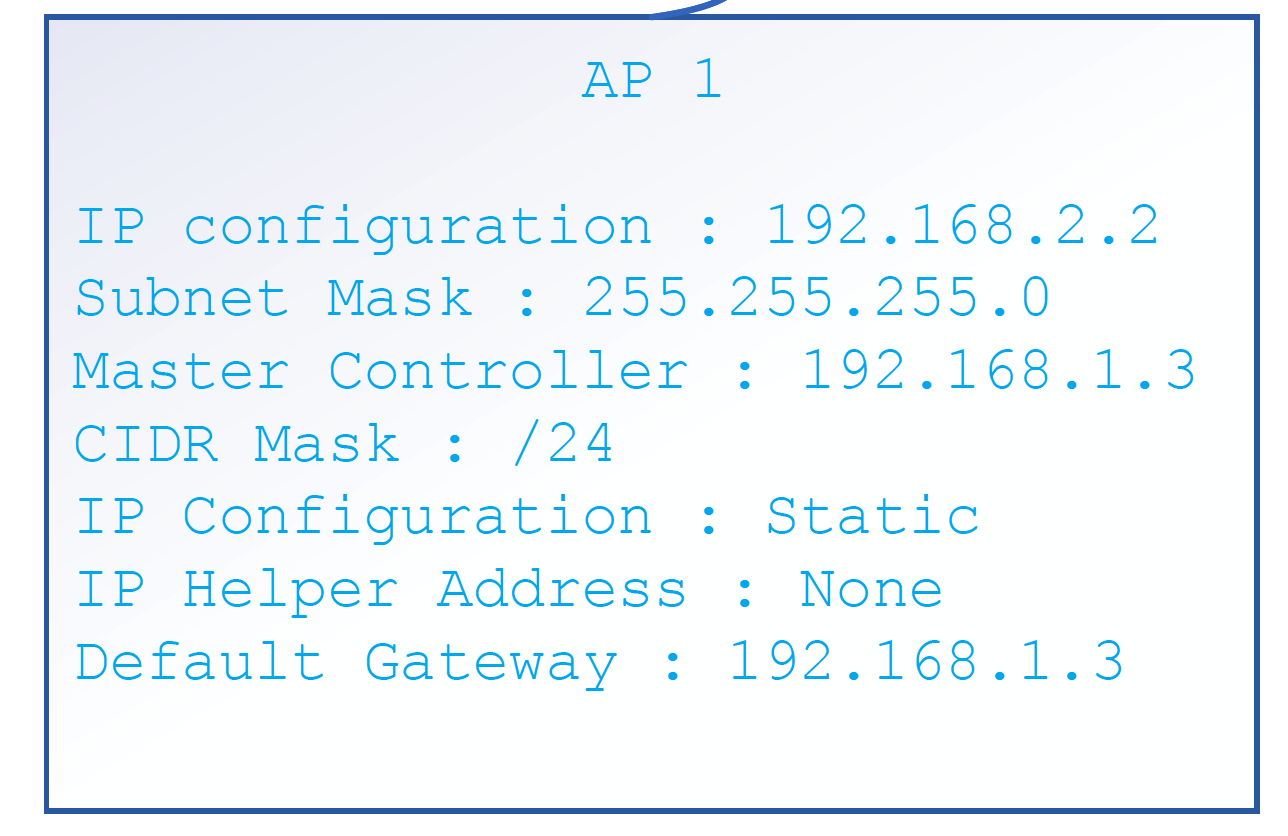 AP 1
IP configuration : 192.168.2.2
Subnet Mask : 255.255.255.0
Master Controller : 192.168.1.3
CIDR Mask : /24
IP Configuration : Static
IP Helper Address : None
Default Gateway : 192.168.1.3